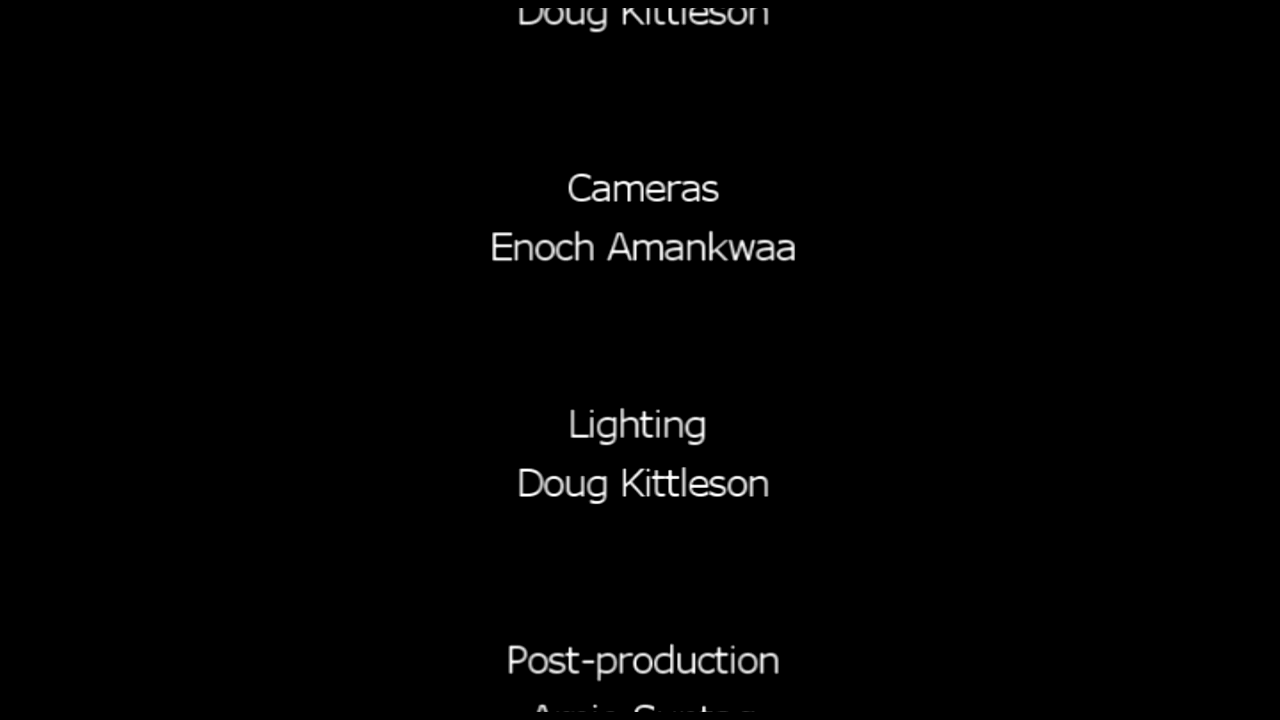 Doug Kittleson
Cameras
Enoch Amankwaa
Lighting
Doug Kittleson
Post-production